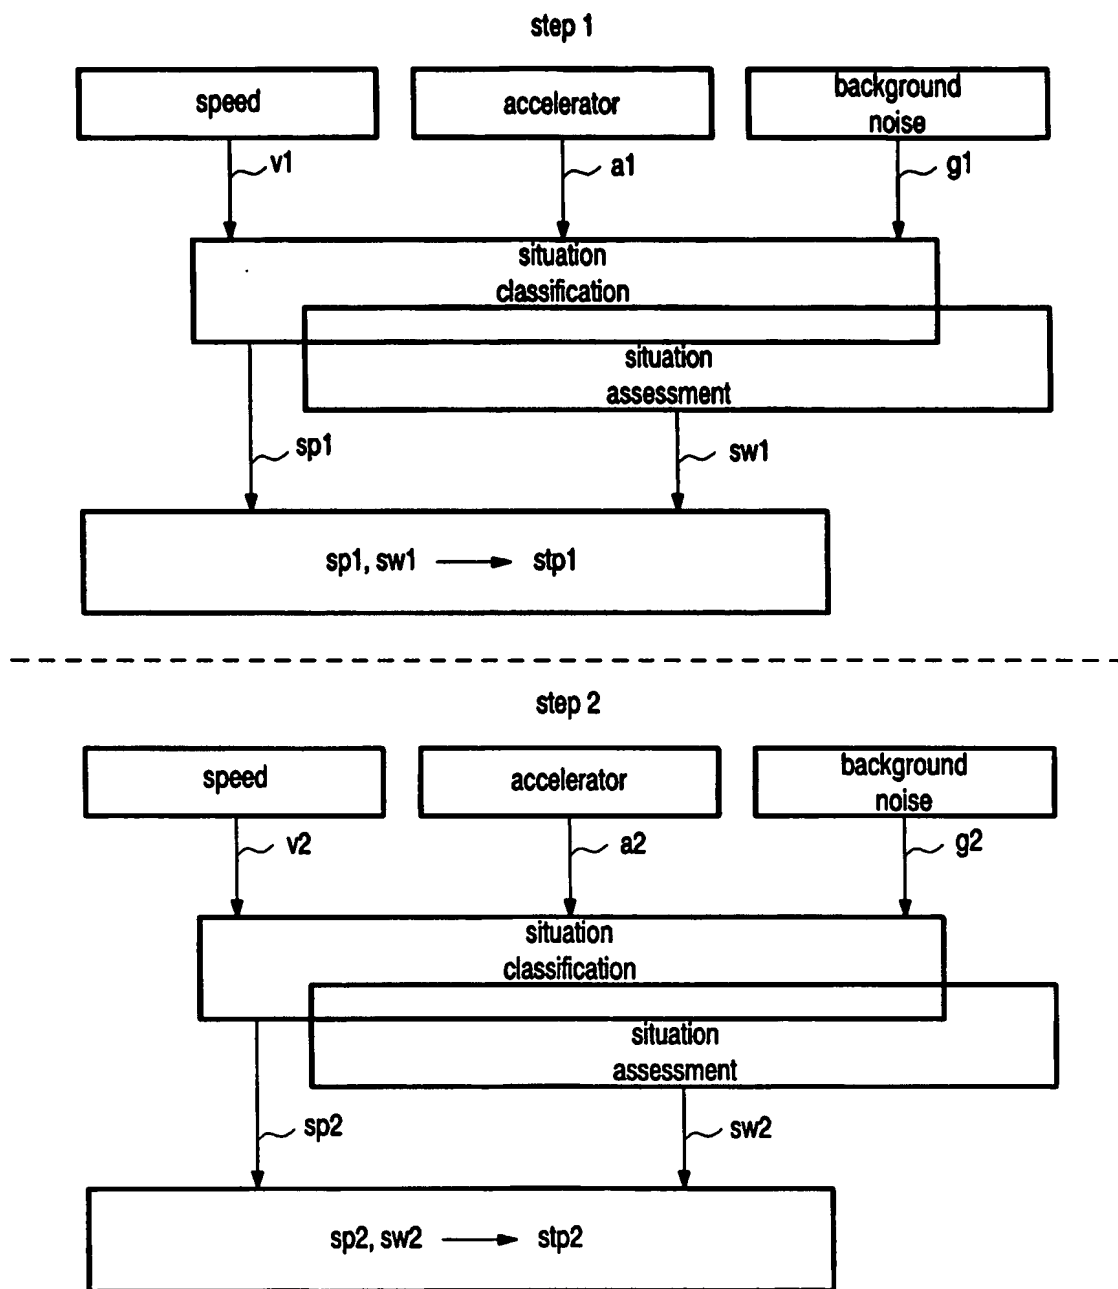 step 1
speed
accelerator
background
noise
v1
a1
g1
situation
classification
situation
assessment
sp1
sw1
sp1, sw1 → stp1
step 2
speed
accelerator
background
noise
v2
a2
g2
situation
classification
situation
assessment
sp2
sw2
sp2, sw2 → stp2